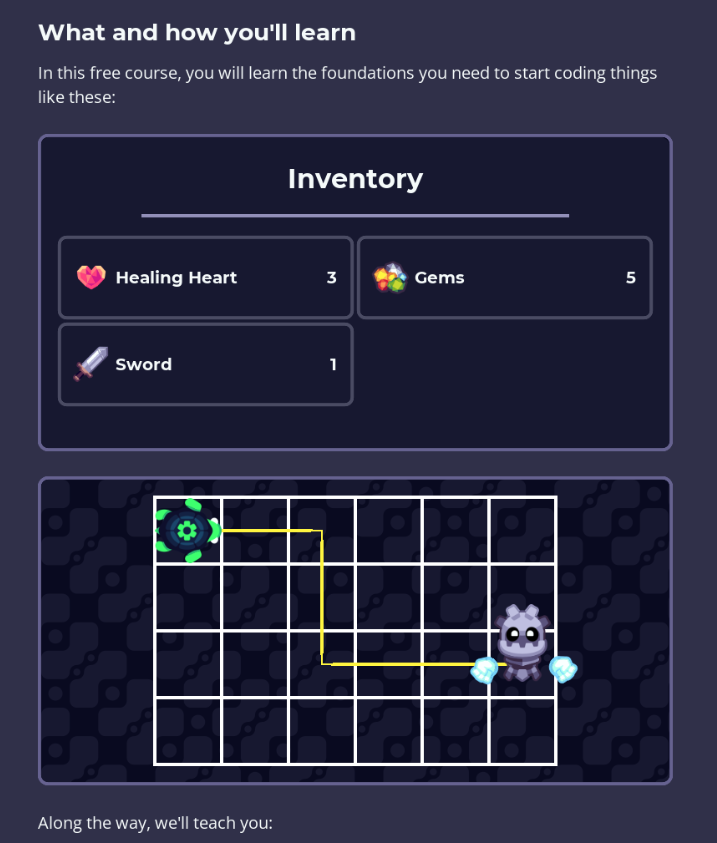 What and how you'll learn
In this free course, you will learn the foundations you need to start coding things
like these:
Inventory
Healing Heart 3
Gems 5
Sword 1
Along the way, we'll teach you: